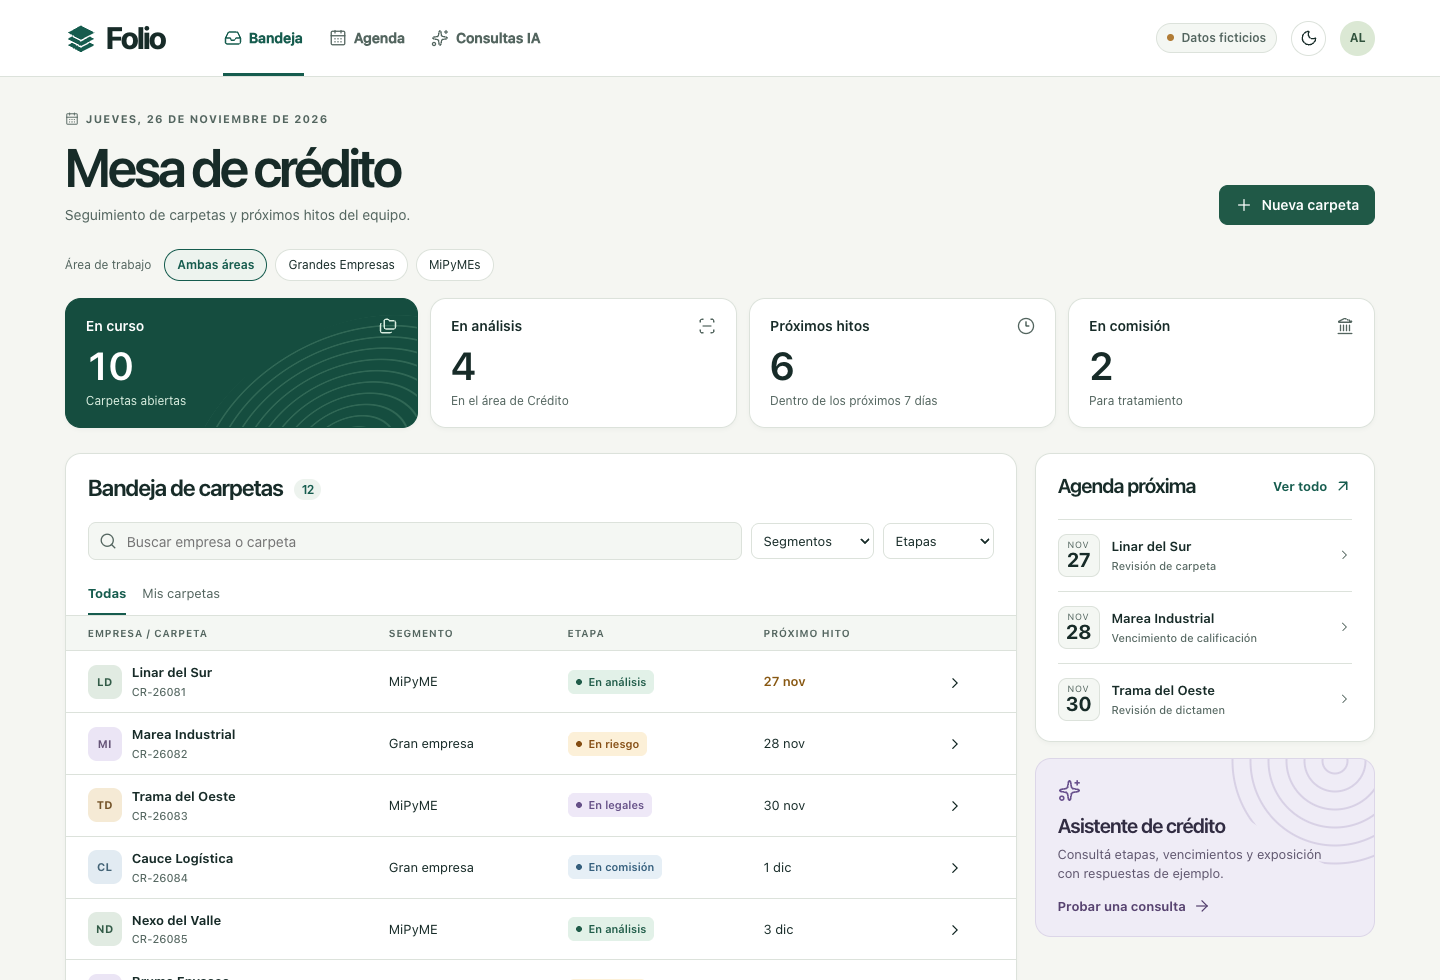 Folio
Bandeja
Agenda
Consultas IA
Datos ficticios
AL
JUEVES, 26 DE NOVIEMBRE DE 2026
Mesa de crédito
Seguimiento de carpetas y próximos hitos del equipo.
Nueva carpeta
Área de trabajo
Ambas áreas
Grandes Empresas
MiPyMEs
En curso
10
Carpetas abiertas
En análisis
4
En el área de Crédito
Próximos hitos
6
Dentro de los próximos 7 días
En comisión
2
Para tratamiento
Bandeja de carpetas 12
Buscar empresa o carpeta
Segmentos
Etapas
Todas
Mis carpetas
EMPRESA / CARPETA SEGMENTO ETAPA PRÓXIMO HITO
LD Linar del Sur MiPyME En análisis 27 nov
CR-26081
MI Marea Industrial Gran empresa En riesgo 28 nov
CR-26082
TD Trama del Oeste MiPyME En legales 30 nov
CR-26083
CL Cauce Logística Gran empresa En comisión 1 dic
CR-26084
ND Nexo del Valle MiPyME En análisis 3 dic
CR-26085
Agenda próxima
Ver todo
NOV
27
Linar del Sur
Revisión de carpeta
NOV
28
Marea Industrial
Vencimiento de calificación
NOV
30
Trama del Oeste
Revisión de dictamen
Asistente de crédito
Consultá etapas, vencimientos y exposición
con respuestas de ejemplo.
Probar una consulta